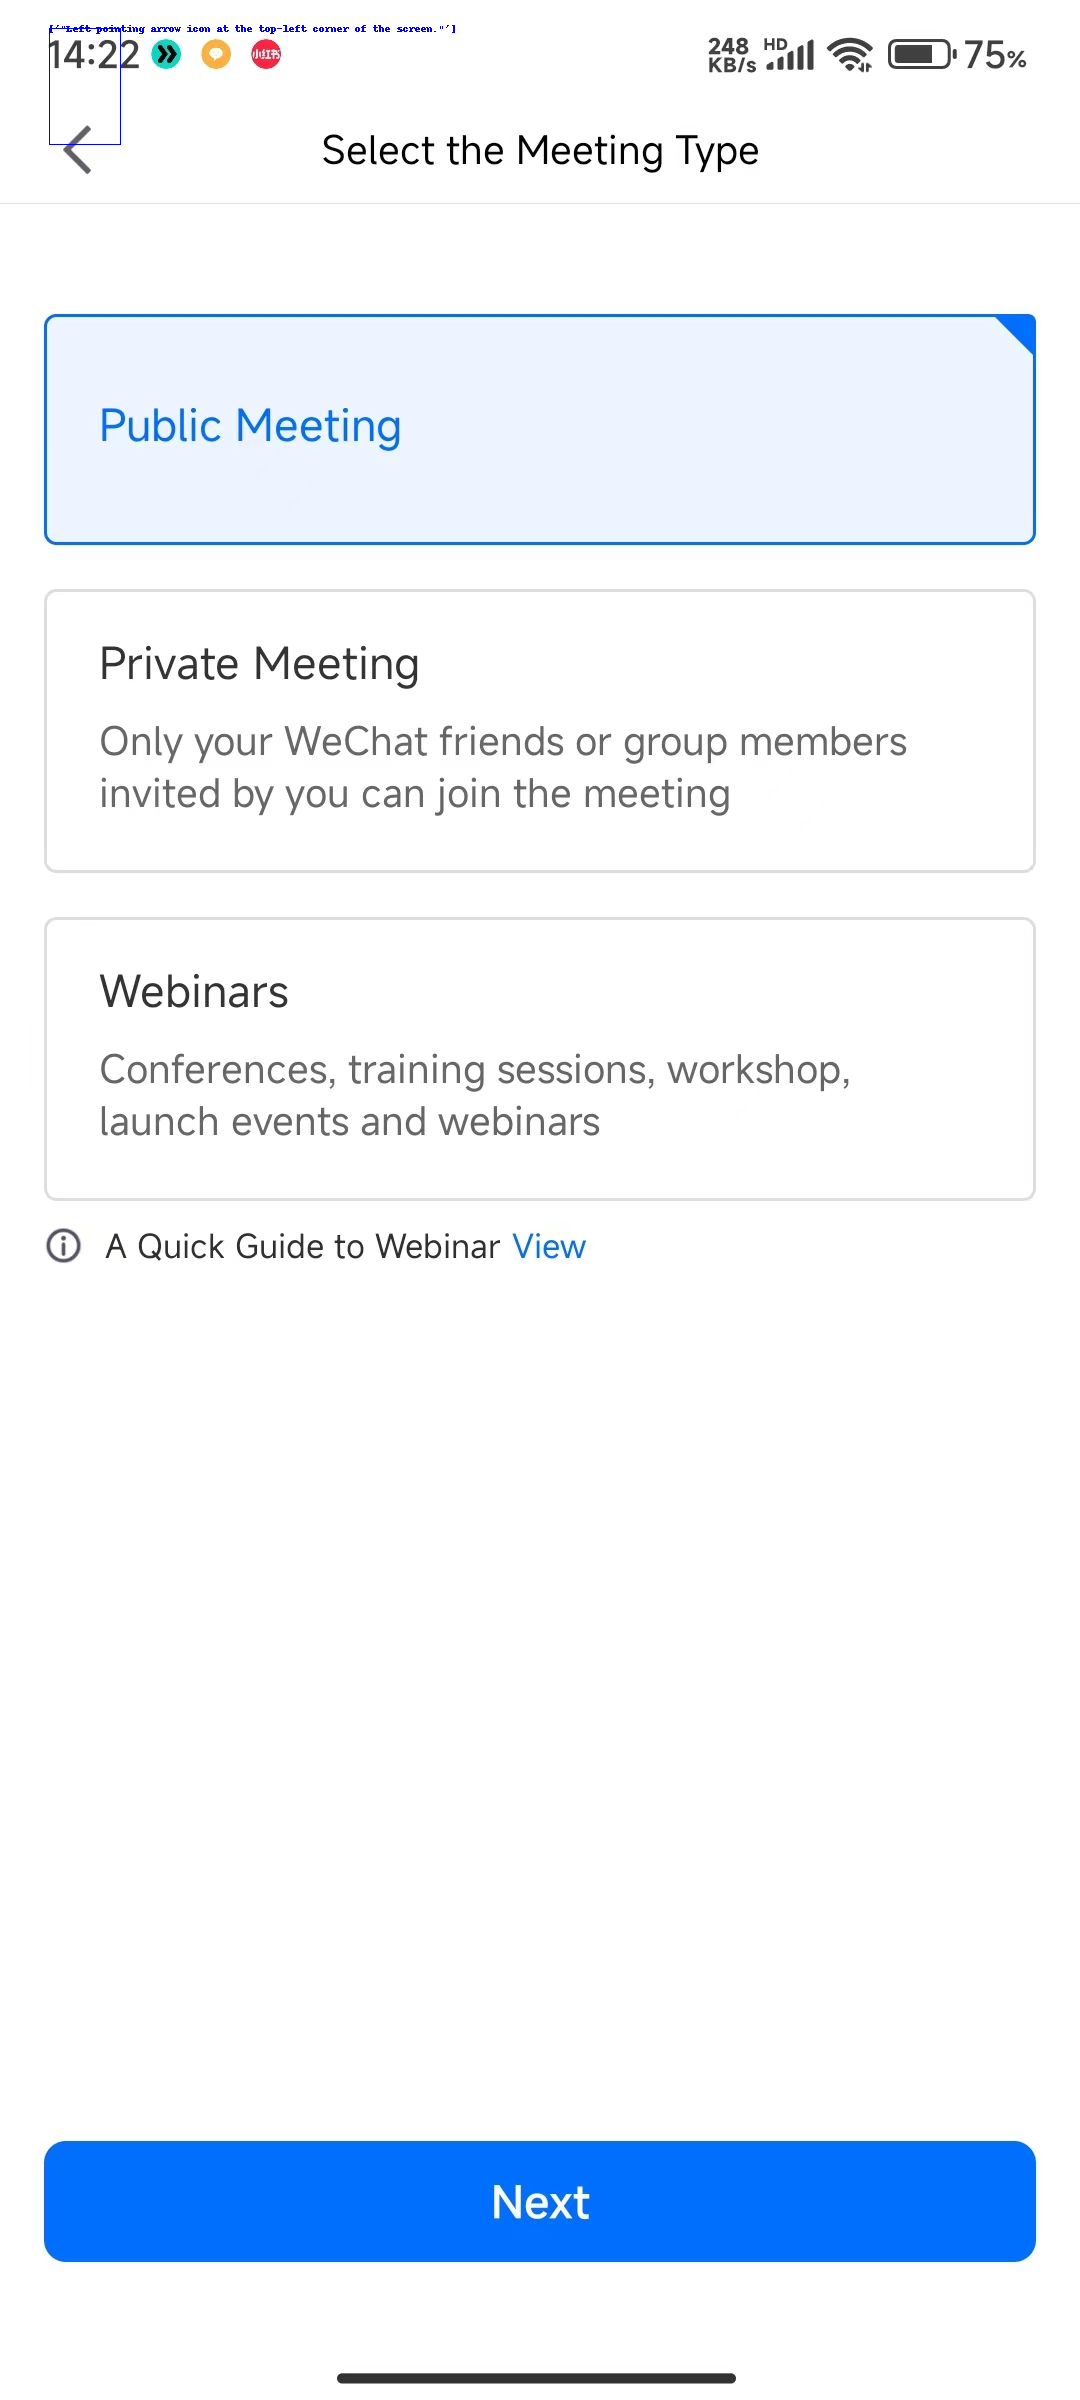 ['"Left pointing arrow icon at the top-left corner of the screen."']
14:22 小红书 248 KB/s HD 75%
Select the Meeting Type
Public Meeting
Private Meeting
Only your WeChat friends or group members
invited by you can join the meeting
Webinars
Conferences, training sessions, workshop,
launch events and webinars
A Quick Guide to Webinar View
Next